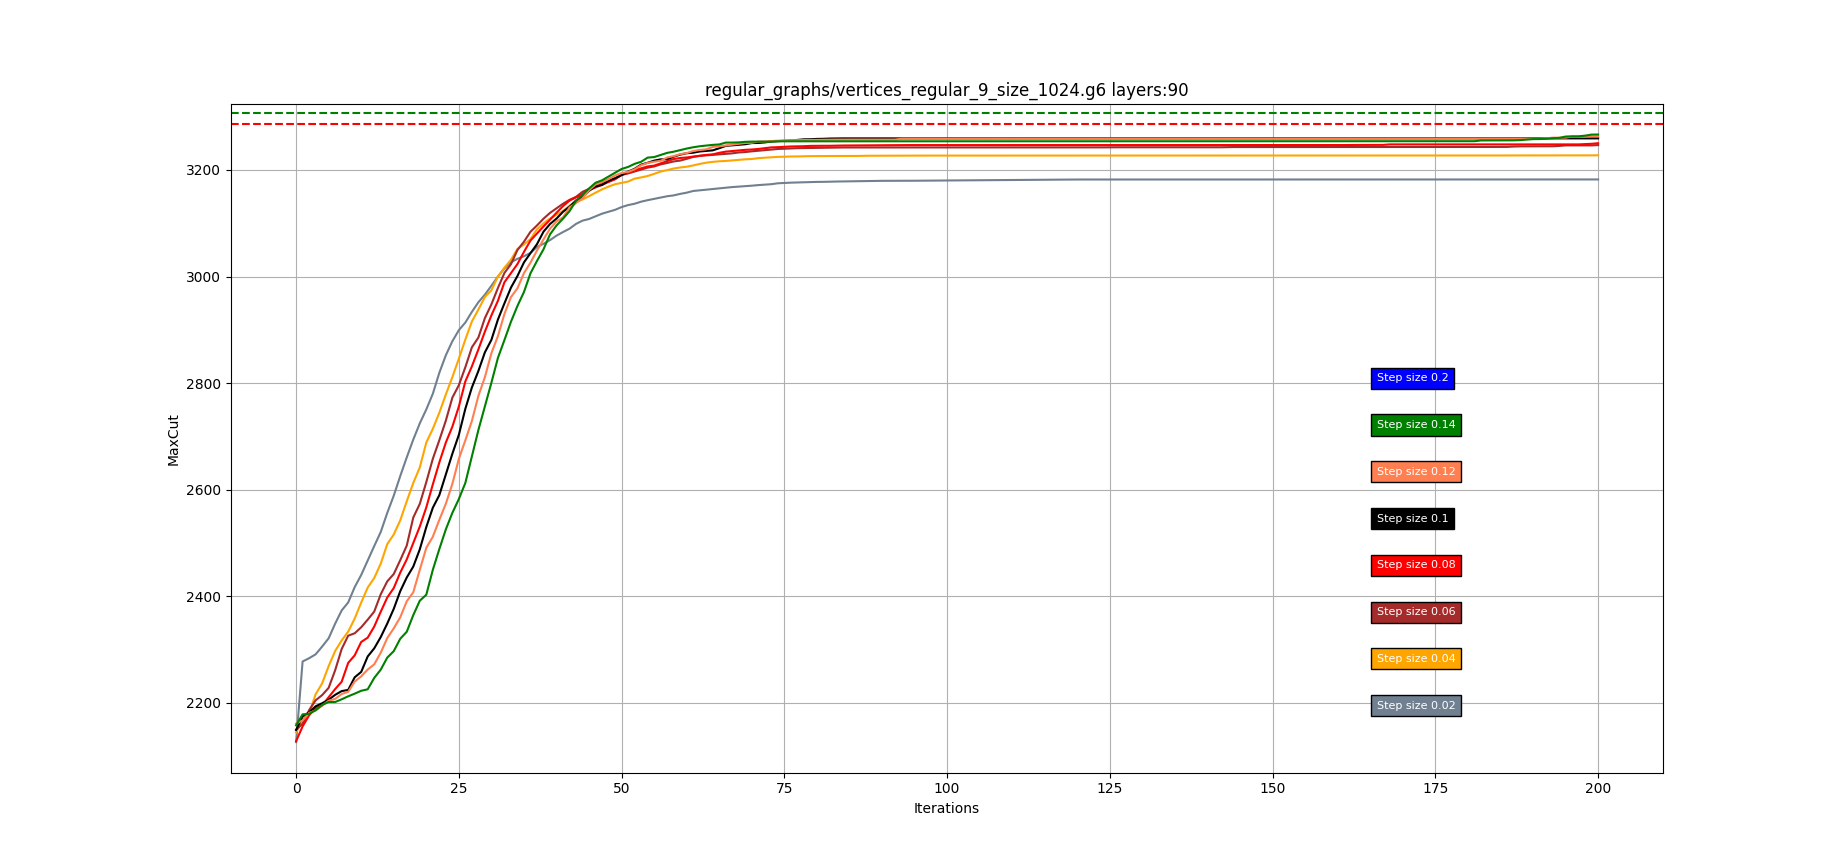 regular_graphs/vertices_regular_9_size_1024.g6 layers:90
MaxCut
3200
3000
2800
2600
2400
2200
Step size 0.2
Step size 0.14
Step size 0.12
Step size 0.1
Step size 0.08
Step size 0.06
Step size 0.04
Step size 0.02
0 25 50 75 100 125 150 175 200
Iterations